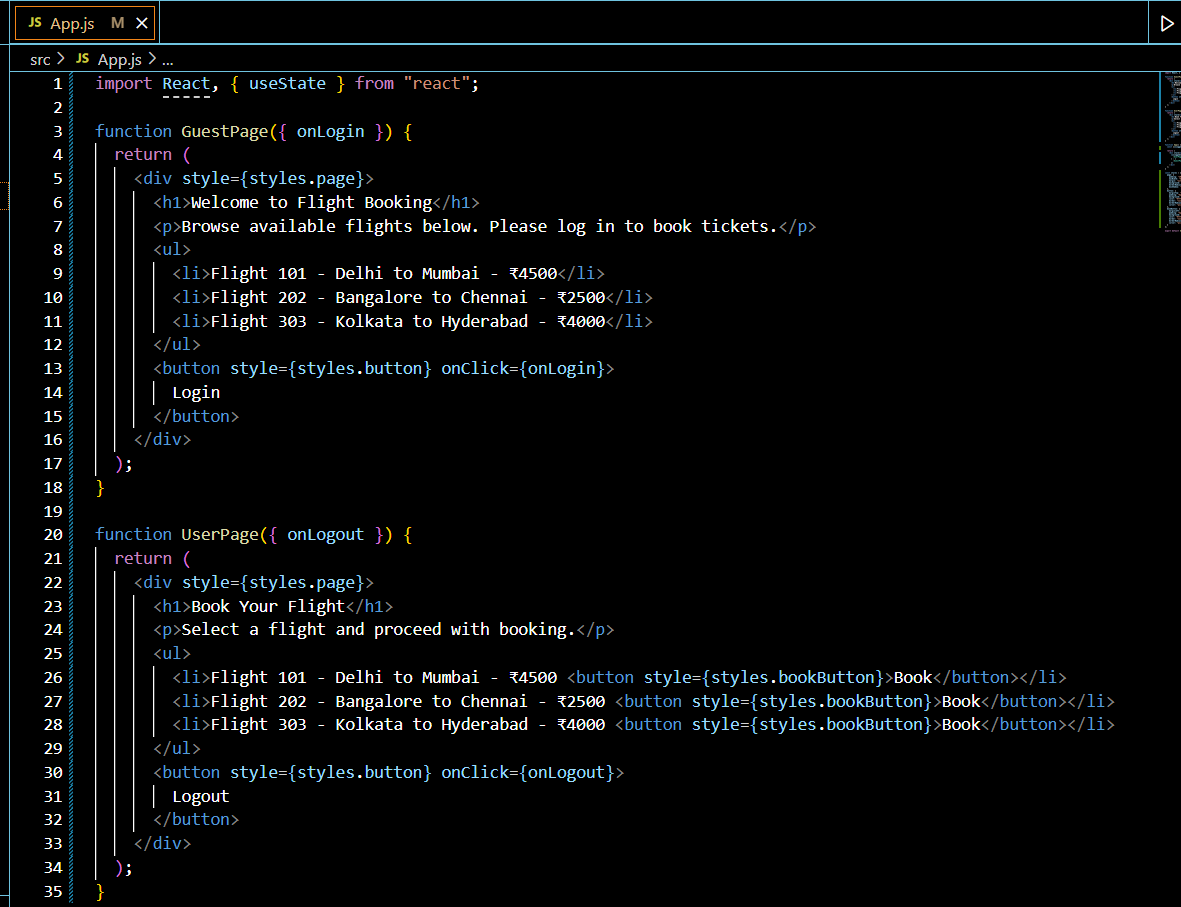 JS App.js M ×
src > JS App.js > ...
1 import React, { useState } from "react";
2
3 function GuestPage({ onLogin }) {
4   return (
5     <div style={styles.page}>
6       <h1>Welcome to Flight Booking</h1>
7       <p>Browse available flights below. Please log in to book tickets.</p>
8       <ul>
9         <li>Flight 101 - Delhi to Mumbai - ₹4500</li>
10         <li>Flight 202 - Bangalore to Chennai - ₹2500</li>
11         <li>Flight 303 - Kolkata to Hyderabad - ₹4000</li>
12       </ul>
13       <button style={styles.button} onClick={onLogin}>
14         Login
15       </button>
16     </div>
17   );
18 }
19
20 function UserPage({ onLogout }) {
21   return (
22     <div style={styles.page}>
23       <h1>Book Your Flight</h1>
24       <p>Select a flight and proceed with booking.</p>
25       <ul>
26         <li>Flight 101 - Delhi to Mumbai - ₹4500 <button style={styles.bookButton}>Book</button></li>
27         <li>Flight 202 - Bangalore to Chennai - ₹2500 <button style={styles.bookButton}>Book</button></li>
28         <li>Flight 303 - Kolkata to Hyderabad - ₹4000 <button style={styles.bookButton}>Book</button></li>
29       </ul>
30       <button style={styles.button} onClick={onLogout}>
31         Logout
32       </button>
33     </div>
34   );
35 }